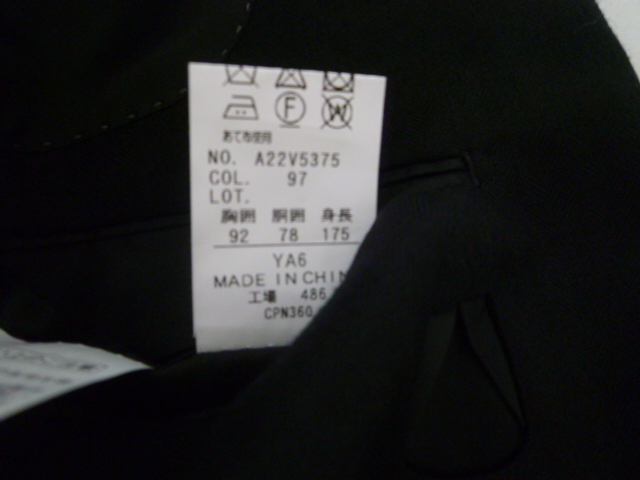 F W
あて布使用
NO. A22V5375
COL. 97
LOT.
胸囲 胴囲 身長
92 78 175
YA6
MADE IN CHIN
工場 486
CPN360